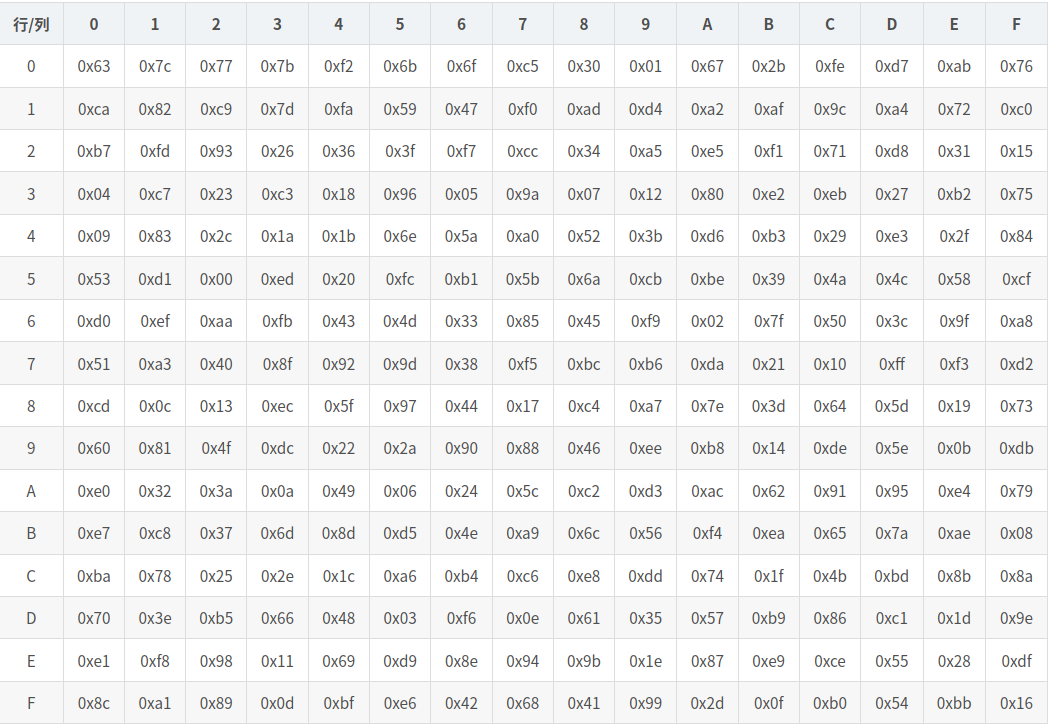 行/列 0 1 2 3 4 5 6 7 8 9 A B C D E F
0 0x63 0x7c 0x77 0x7b 0xf2 0x6b 0x6f 0xc5 0x30 0x01 0x67 0x2b 0xfe 0xd7 0xab 0x76
1 0xca 0x82 0xc9 0x7d 0xfa 0x59 0x47 0xf0 0xad 0xd4 0xa2 0xaf 0x9c 0xa4 0x72 0xc0
2 0xb7 0xfd 0x93 0x26 0x36 0x3f 0xf7 0xcc 0x34 0xa5 0xe5 0xf1 0x71 0xd8 0x31 0x15
3 0x04 0xc7 0x23 0xc3 0x18 0x96 0x05 0x9a 0x07 0x12 0x80 0xe2 0xeb 0x27 0xb2 0x75
4 0x09 0x83 0x2c 0x1a 0x1b 0x6e 0x5a 0xa0 0x52 0x3b 0xd6 0xb3 0x29 0xe3 0x2f 0x84
5 0x53 0xd1 0x00 0xed 0x20 0xfc 0xb1 0x5b 0x6a 0xcb 0xbe 0x39 0x4a 0x4c 0x58 0xcf
6 0xd0 0xef 0xaa 0xfb 0x43 0x4d 0x33 0x85 0x45 0xf9 0x02 0x7f 0x50 0x3c 0x9f 0xa8
7 0x51 0xa3 0x40 0x8f 0x92 0x9d 0x38 0xf5 0xbc 0xb6 0xda 0x21 0x10 0xff 0xf3 0xd2
8 0xcd 0x0c 0x13 0xec 0x5f 0x97 0x44 0x17 0xc4 0xa7 0x7e 0x3d 0x64 0x5d 0x19 0x73
9 0x60 0x81 0x4f 0xdc 0x22 0x2a 0x90 0x88 0x46 0xee 0xb8 0x14 0xde 0x5e 0x0b 0xdb
A 0xe0 0x32 0x3a 0x0a 0x49 0x06 0x24 0x5c 0xc2 0xd3 0xac 0x62 0x91 0x95 0xe4 0x79
B 0xe7 0xc8 0x37 0x6d 0x8d 0xd5 0x4e 0xa9 0x6c 0x56 0xf4 0xea 0x65 0x7a 0xae 0x08
C 0xba 0x78 0x25 0x2e 0x1c 0xa6 0xb4 0xc6 0xe8 0xdd 0x74 0x1f 0x4b 0xbd 0x8b 0x8a
D 0x70 0x3e 0xb5 0x66 0x48 0x03 0xf6 0x0e 0x61 0x35 0x57 0xb9 0x86 0xc1 0x1d 0x9e
E 0xe1 0xf8 0x98 0x11 0x69 0xd9 0x8e 0x94 0x9b 0x1e 0x87 0xe9 0xce 0x55 0x28 0xdf
F 0x8c 0xa1 0x89 0x0d 0xbf 0xe6 0x42 0x68 0x41 0x99 0x2d 0x0f 0xb0 0x54 0xbb 0x16